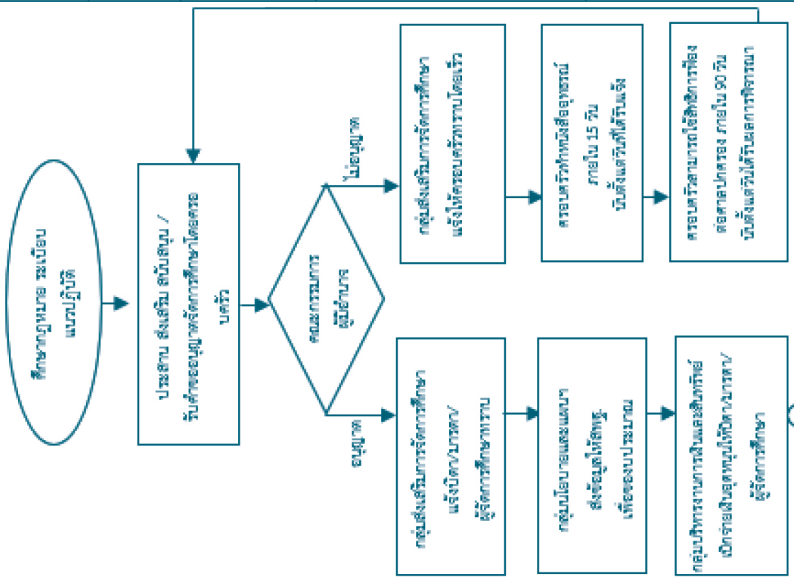 ศึกษากฎหมาย ระเบียบ
แนวปฏิบัติ
ประสาน ส่งเสริม สนับสนุน /
รับคำขออนุญาตจัดการศึกษาโดยครอ
บครัว
คณะกรรมการ
ผู้มีอำนาจ
ไม่อนุญาต
กลุ่มส่งเสริมการจัดการศึกษา
แจ้งให้ครอบครัวทราบโดยเร็ว
ครอบครัวทำหนังสืออุทธรณ์
ภายใน 15 วัน
นับตั้งแต่วันที่ได้รับแจ้ง
ครอบครัวสามารถใช้สิทธิการฟ้อง
ต่อศาลปกครอง ภายใน 90 วัน
นับตั้งแต่วันได้รับผลการพิจารณา
อนุญาต
กลุ่มส่งเสริมการจัดการศึกษา
แจ้งบิดา/มารดา/
ผู้จัดการศึกษาทราบ
กลุ่มนโยบายและแผนฯ
ส่งข้อมูลให้สพฐ.
เพื่อของบประมาณ
กลุ่มบริหารงานการเงินและสินทรัพย์
เบิกจ่ายเงินอุดหนุนให้บิดา/มารดา/
ผู้จัดการศึกษา